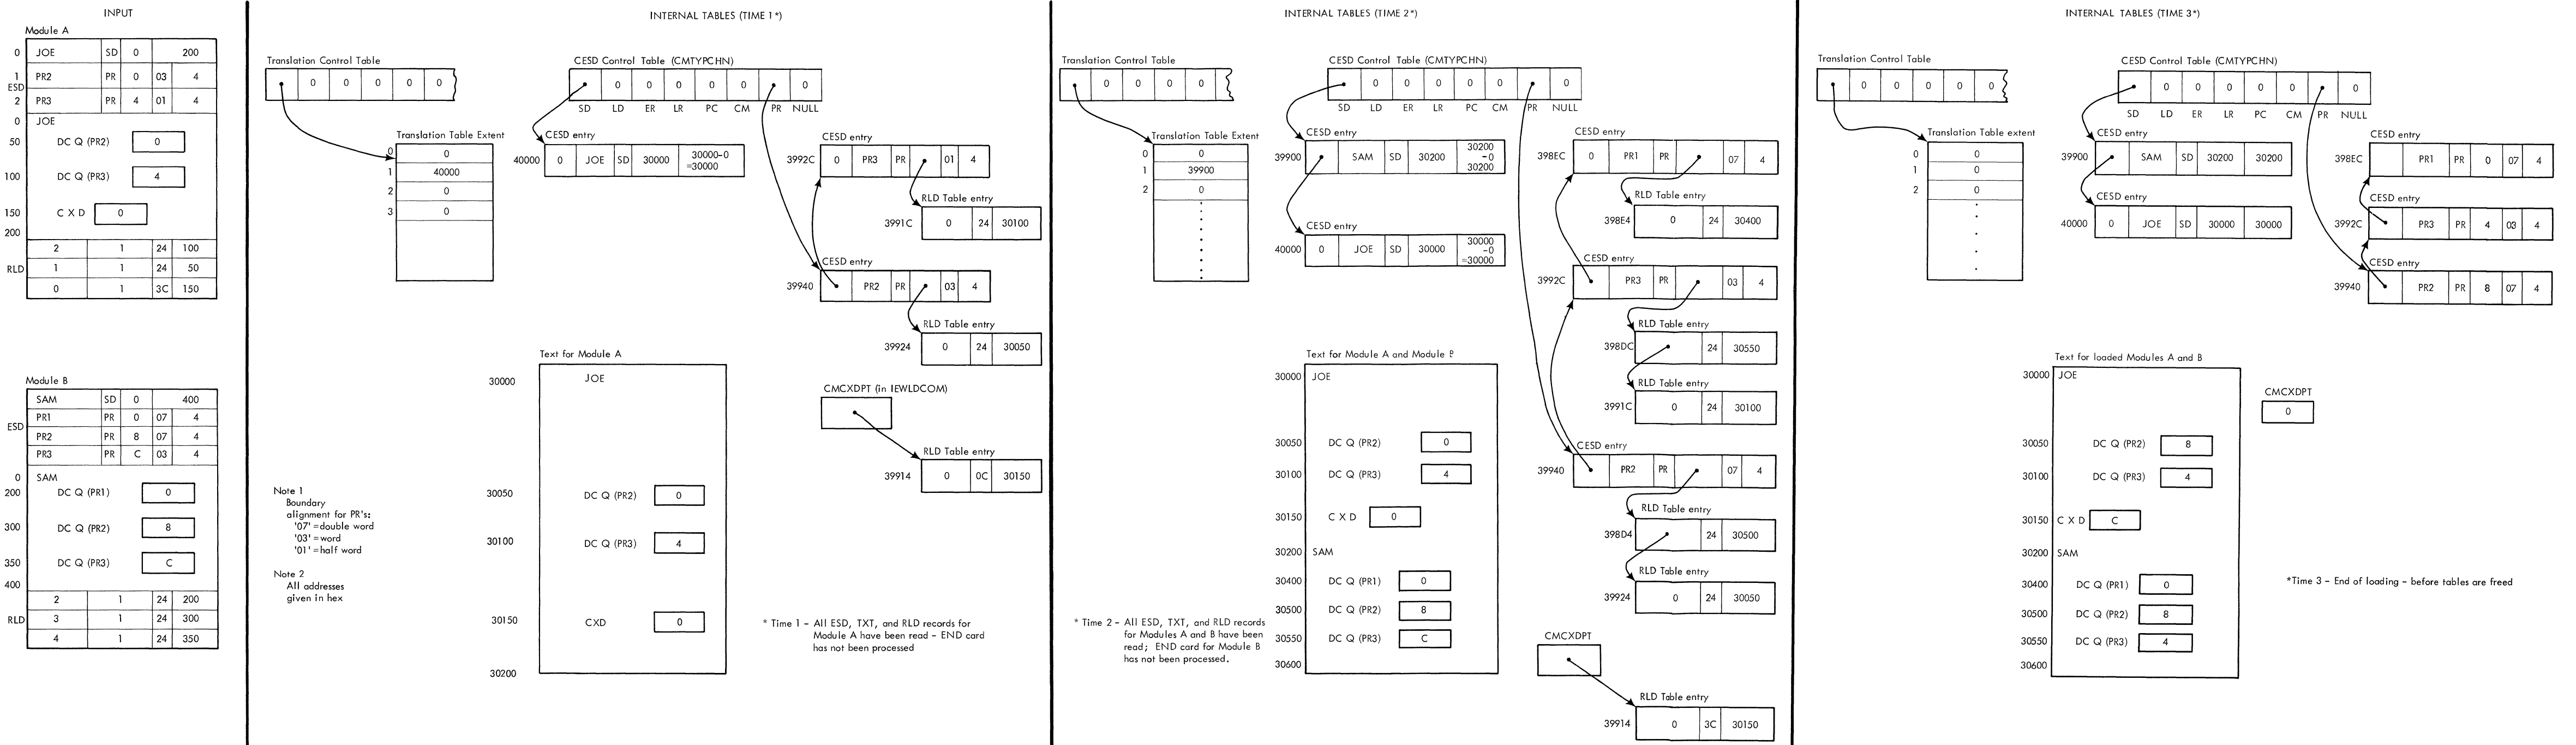 INPUT
Module A
0 JOE SD 0 200
1 PR2 PR 0 03 4
ESD
2 PR3 PR 4 01 4
0 JOE
50 DC Q (PR2) 0
100 DC Q (PR3) 4
150 C X D 0
200
2 1 24 100
RLD 1 1 24 50
0 1 3C 150
Module B
SAM SD 0 400
PR1 PR 0 07 4
ESD
PR2 PR 8 07 4
PR3 PR C 03 4
0 SAM
200 DC Q (PR1) 0
300 DC Q (PR2) 8
350 DC Q (PR3) C
400
2 1 24 200
RLD 3 1 24 300
4 1 24 350
INTERNAL TABLES (TIME 1*)
Translation Control Table
0 0 0 0 0
CESD Control Table (CMTYPCHN)
0 0 0 0 0 0
SD LD ER LR PC CM PR NULL
Translation Table Extent
0 0
1 40000
2 0
3 0
CESD entry
40000 0 JOE SD 30000 30000-0
=30000
CESD entry
3992C 0 PR3 PR 01 4
RLD Table entry
3991C 0 24 30100
CESD entry
39940 PR2 PR 03 4
RLD Table entry
39924 0 24 30050
Text for Module A
30000 JOE
30050 DC Q (PR2) 0
30100 DC Q (PR3) 4
30150 CXD 0
30200
CMCXDPT (in IEWLDCOM)
RLD Table entry
39914 0 0C 30150
Note 1
Boundary
alignment for PR's:
'07' =double word
'03' =word
'01' =half word
Note 2
All addresses
given in hex
* Time 1 - All ESD, TXT, and RLD records for
Module A have been read - END card
has not been processed
INTERNAL TABLES (TIME 2*)
Translation Control Table
0 0 0 0
CESD Control Table (CMTYPCHN)
0 0 0 0 0 0
SD LD ER LR PC CM PR NULL
Translation Table Extent
0 0
1 39900
2 0
CESD entry
39900 SAM SD 30200 30200
-0
30200
CESD entry
40000 0 JOE SD 30000 30000
-0
=30000
CESD entry
398EC 0 PR1 PR 07 4
RLD Table entry
398E4 0 24 30400
CESD entry
3992C PR3 PR 03 4
RLD Table entry
398DC 24 30550
RLD Table entry
3991C 0 24 30100
CESD entry
39940 PR2 PR 07 4
RLD Table entry
398D4 24 30500
RLD Table entry
39924 0 24 30050
Text for Module A and Module B
30000 JOE
30050 DC Q (PR2) 0
30100 DC Q (PR3) 4
30150 C X D 0
30200 SAM
30400 DC Q (PR1) 0
30500 DC Q (PR2) 8
30550 DC Q (PR3) C
30600
CMCXDPT
RLD Table entry
39914 0 3C 30150
* Time 2 - All ESD, TXT, and RLD records
for Modules A and B have been
read; END card for Module B
has not been processed.
INTERNAL TABLES (TIME 3*)
Translation Control Table
0 0 0 0 0
CESD Control Table (CMTYPCHN)
0 0 0 0 0 0
SD LD ER LR PC CM PR NULL
Translation Table extent
0 0
1 0
2 0
CESD entry
39900 SAM SD 30200 30200
CESD entry
40000 0 JOE SD 30000 30000
CESD entry
398EC PR1 PR 0 07 4
CESD entry
3992C PR3 PR 4 03 4
CESD entry
39940 PR2 PR 8 07 4
Text for loaded Modules A and B
30000 JOE
30050 DC Q (PR2) 8
30100 DC Q (PR3) 4
30150 C X D C
30200 SAM
30400 DC Q (PR1) 0
30500 DC Q (PR2) 8
30550 DC Q (PR3) 4
30600
CMCXDPT
0
*Time 3 - End of loading - before tables are freed